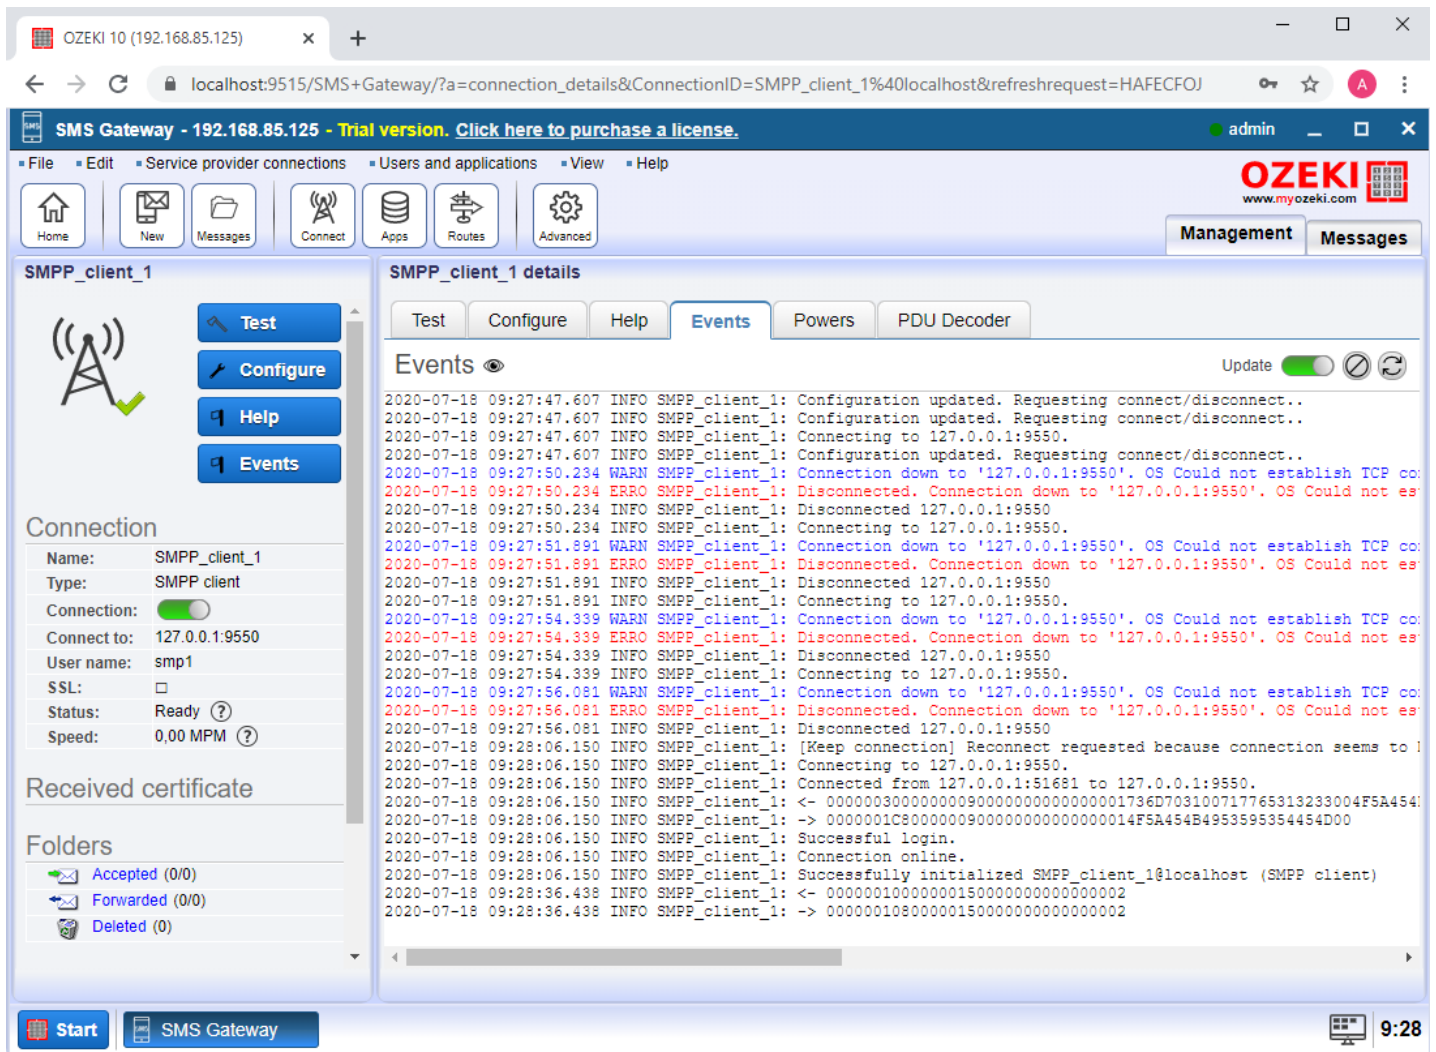 OZEKI 10 (192.168.85.125)
localhost:9515/SMS+Gateway/?a=connection_details&ConnectionID=SMPP_client_1%40localhost&refreshrequest=HAFECFOJ
A
SMS Gateway - 192.168.85.125 - Trial version. Click here to purchase a license.
admin
File Edit Service provider connections Users and applications View Help
OZEKI
www.myozeki.com
Home New Messages Connect Apps Routes Advanced
Management Messages
SMPP_client_1
Test
Configure
Help
Events
Connection
Name: SMPP_client_1
Type: SMPP client
Connection:
Connect to: 127.0.0.1:9550
User name: smp1
SSL:
Status: Ready ?
Speed: 0,00 MPM ?
Received certificate
Folders
Accepted (0/0)
Forwarded (0/0)
Deleted (0)
SMPP_client_1 details
Test Configure Help Events Powers PDU Decoder
Events
Update
2020-07-18 09:27:47.607 INFO SMPP_client_1: Configuration updated. Requesting connect/disconnect..
2020-07-18 09:27:47.607 INFO SMPP_client_1: Configuration updated. Requesting connect/disconnect..
2020-07-18 09:27:47.607 INFO SMPP_client_1: Connecting to 127.0.0.1:9550.
2020-07-18 09:27:47.607 INFO SMPP_client_1: Configuration updated. Requesting connect/disconnect..
2020-07-18 09:27:50.234 WARN SMPP_client_1: Connection down to '127.0.0.1:9550'. OS Could not establish TCP
2020-07-18 09:27:50.234 ERRO SMPP_client_1: Disconnected. Connection down to '127.0.0.1:9550'. OS Could not
2020-07-18 09:27:50.234 INFO SMPP_client_1: Disconnected 127.0.0.1:9550
2020-07-18 09:27:50.234 INFO SMPP_client_1: Connecting to 127.0.0.1:9550.
2020-07-18 09:27:51.891 WARN SMPP_client_1: Connection down to '127.0.0.1:9550'. OS Could not establish TCP
2020-07-18 09:27:51.891 ERRO SMPP_client_1: Disconnected. Connection down to '127.0.0.1:9550'. OS Could not
2020-07-18 09:27:51.891 INFO SMPP_client_1: Disconnected 127.0.0.1:9550
2020-07-18 09:27:51.891 INFO SMPP_client_1: Connecting to 127.0.0.1:9550.
2020-07-18 09:27:54.339 WARN SMPP_client_1: Connection down to '127.0.0.1:9550'. OS Could not establish TCP
2020-07-18 09:27:54.339 ERRO SMPP_client_1: Disconnected. Connection down to '127.0.0.1:9550'. OS Could not
2020-07-18 09:27:54.339 INFO SMPP_client_1: Disconnected 127.0.0.1:9550
2020-07-18 09:27:54.339 INFO SMPP_client_1: Connecting to 127.0.0.1:9550.
2020-07-18 09:27:56.081 WARN SMPP_client_1: Connection down to '127.0.0.1:9550'. OS Could not establish TCP
2020-07-18 09:27:56.081 ERRO SMPP_client_1: Disconnected. Connection down to '127.0.0.1:9550'. OS Could not
2020-07-18 09:27:56.081 INFO SMPP_client_1: Disconnected 127.0.0.1:9550
2020-07-18 09:28:06.150 INFO SMPP_client_1: [Keep connection] Reconnect requested because connection seems to
2020-07-18 09:28:06.150 INFO SMPP_client_1: Connecting to 127.0.0.1:9550.
2020-07-18 09:28:06.150 INFO SMPP_client_1: Connected from 127.0.0.1:51681 to 127.0.0.1:9550.
2020-07-18 09:28:06.150 INFO SMPP_client_1: <-
2020-07-18 09:28:06.150 INFO SMPP_client_1: -> 0000001C8000000900000000000000014F5A454B4953595354454D00
2020-07-18 09:28:06.150 INFO SMPP_client_1: Successful login.
2020-07-18 09:28:06.150 INFO SMPP_client_1: Connection online.
2020-07-18 09:28:06.150 INFO SMPP_client_1: Successfully initialized SMPP_client_1@localhost (SMPP client)
2020-07-18 09:28:36.438 INFO SMPP_client_1: <- 00000010000000150000000000000002
2020-07-18 09:28:36.438 INFO SMPP_client_1: -> 00000010800000150000000000000002
Start SMS Gateway
9:28